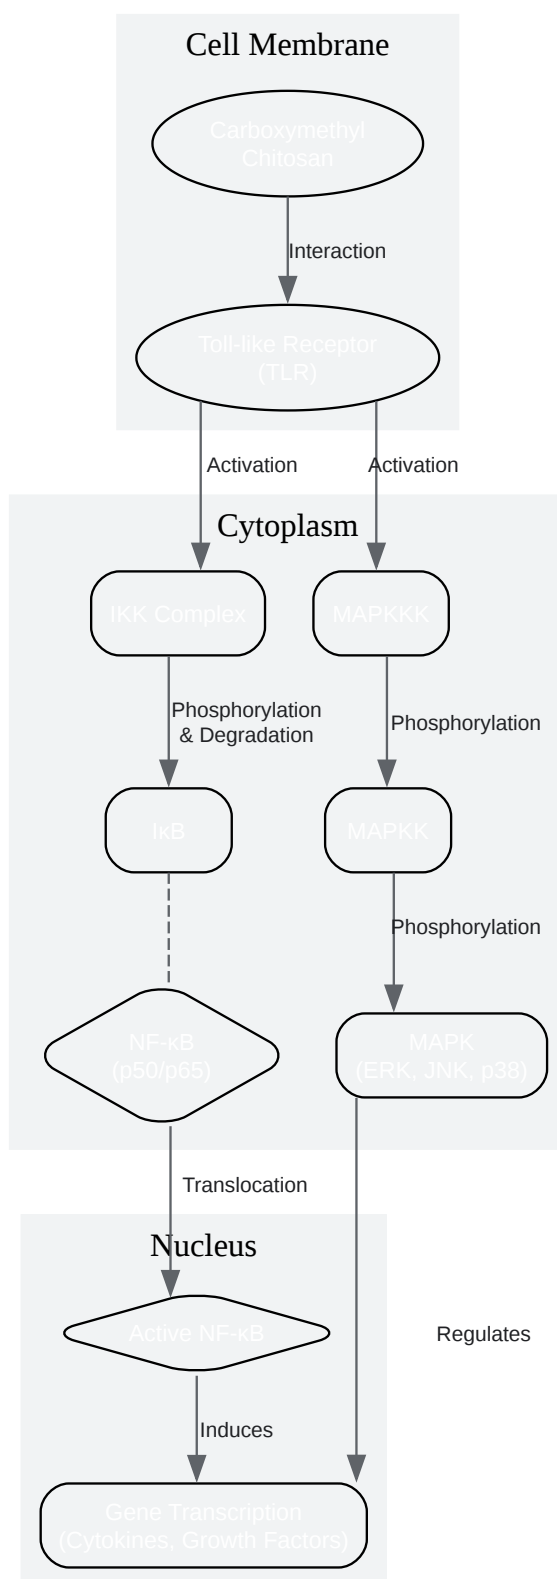 Cell Membrane
Carboxymethyl
Chitosan
Interaction
Toll-like Receptor
(TLR)
Activation
Activation
Cytoplasm
IKK Complex
MAPKKK
Phosphorylation
& Degradation
Phosphorylation
IκB
MAPKK
Phosphorylation
NF-κB
(p50/p65)
MAPK
(ERK, JNK, p38)
Translocation
Nucleus
Active NF-κB
Regulates
Induces
Gene Transcription
(Cytokines, Growth Factors)